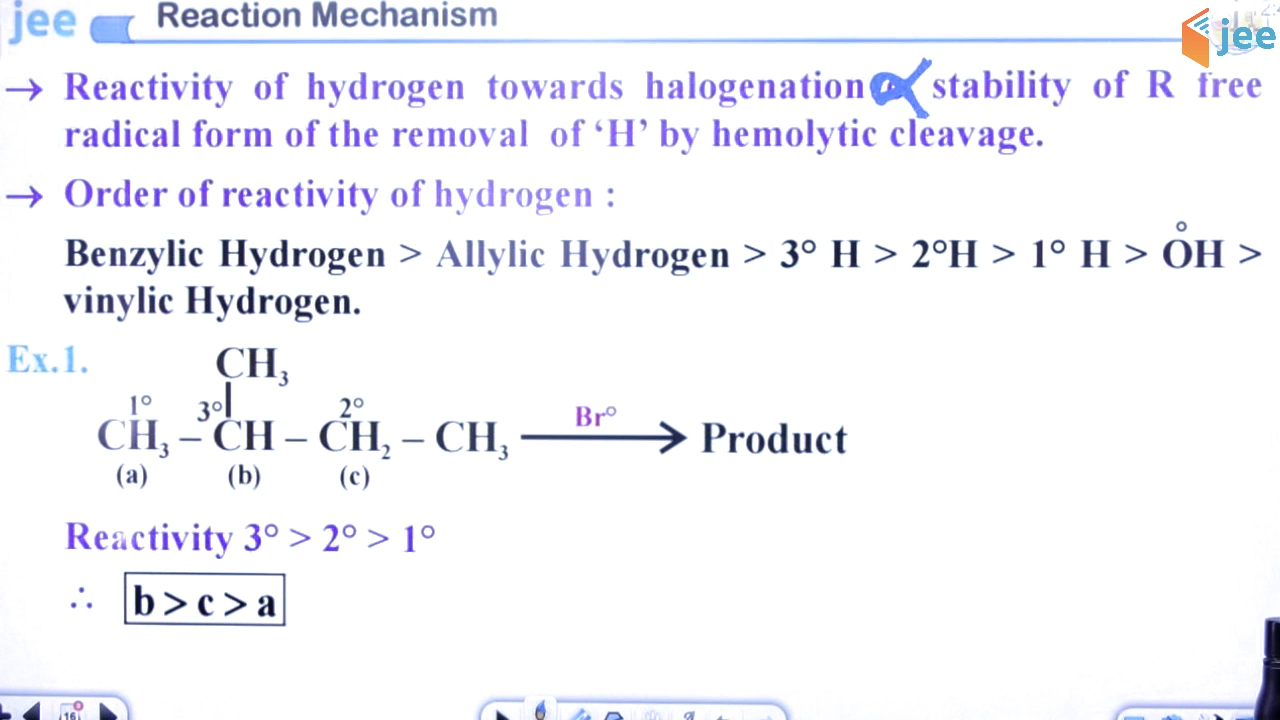 jee Reaction Mechanism
jee
→ Reactivity of hydrogen towards halogenation ∝ stability of R free
radical form of the removal of ‘H’ by hemolytic cleavage.
→ Order of reactivity of hydrogen :
Benzylic Hydrogen > Allylic Hydrogen > 3° H > 2°H > 1° H > O̊H >
vinylic Hydrogen.
Ex.1.
CH₃
1° 3° 2°
CH₃ – CH – CH₂ – CH₃ Br° → Product
(a) (b) (c)
Reactivity 3° > 2° > 1°
∴ b > c > a
16